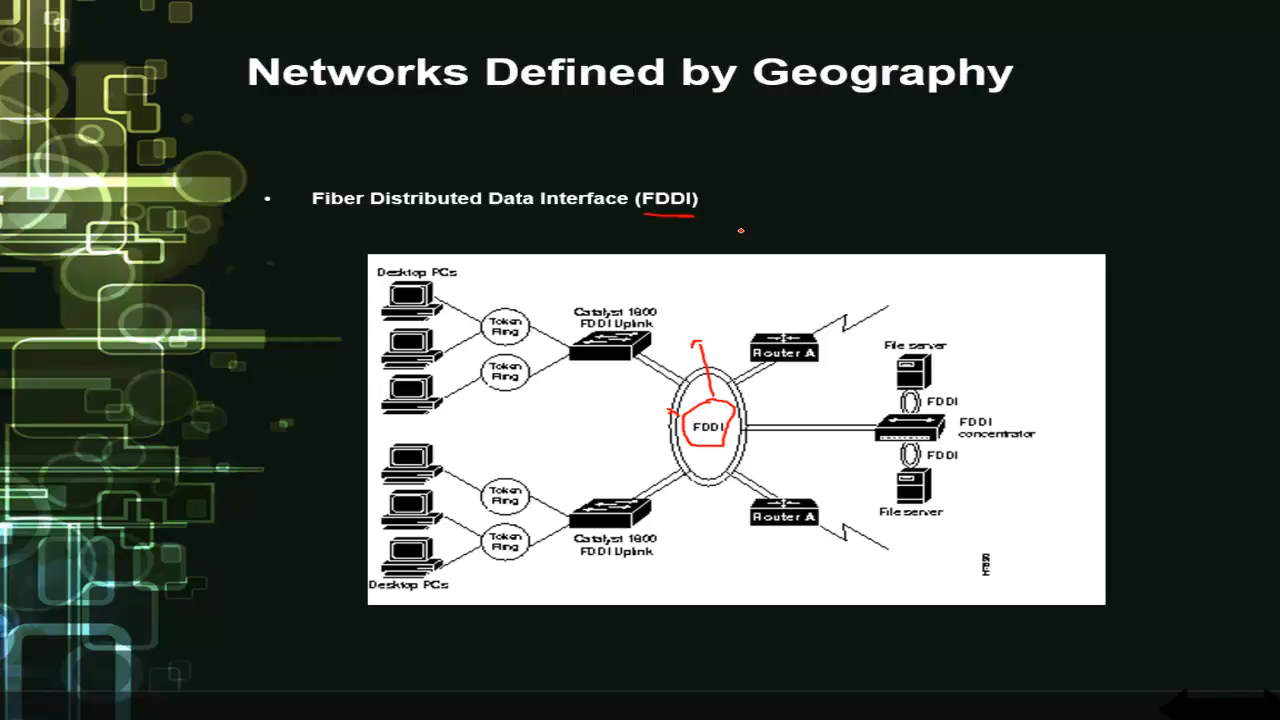 Networks Defined by Geography
• Fiber Distributed Data Interface (FDDI)
Desktop PCs
Token
Ring
Token
Ring
Catalyst 1800
FDDI Uplink
Router A
File server
FDDI
FDDI
FDDI
concentrator
FDDI
File server
Token
Ring
Token
Ring
Catalyst 1800
FDDI Uplink
Router A
Desktop PCs